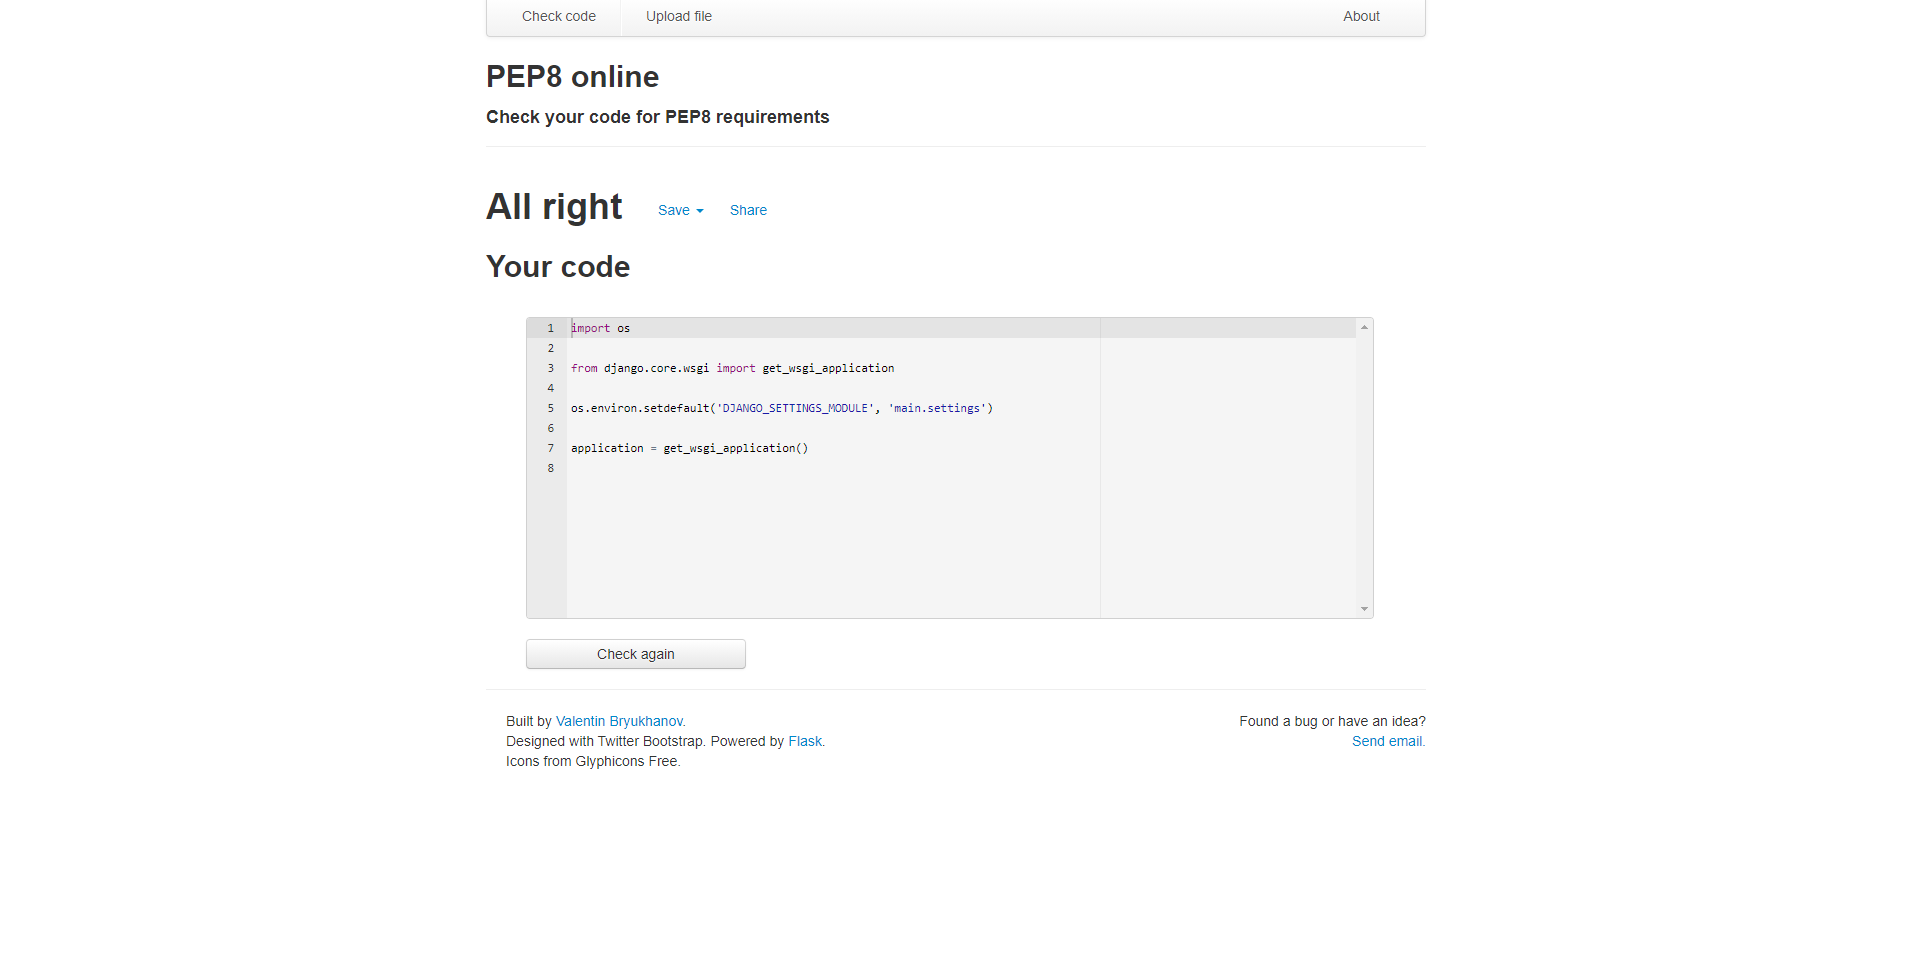 Check code Upload file About
PEP8 online
Check your code for PEP8 requirements
All right Save Share
Your code
1 import os
2
3 from django.core.wsgi import get_wsgi_application
4
5 os.environ.setdefault('DJANGO_SETTINGS_MODULE', 'main.settings')
6
7 application = get_wsgi_application()
8
Check again
Built by Valentin Bryukhanov. Found a bug or have an idea?
Designed with Twitter Bootstrap. Powered by Flask. Send email.
Icons from Glyphicons Free.